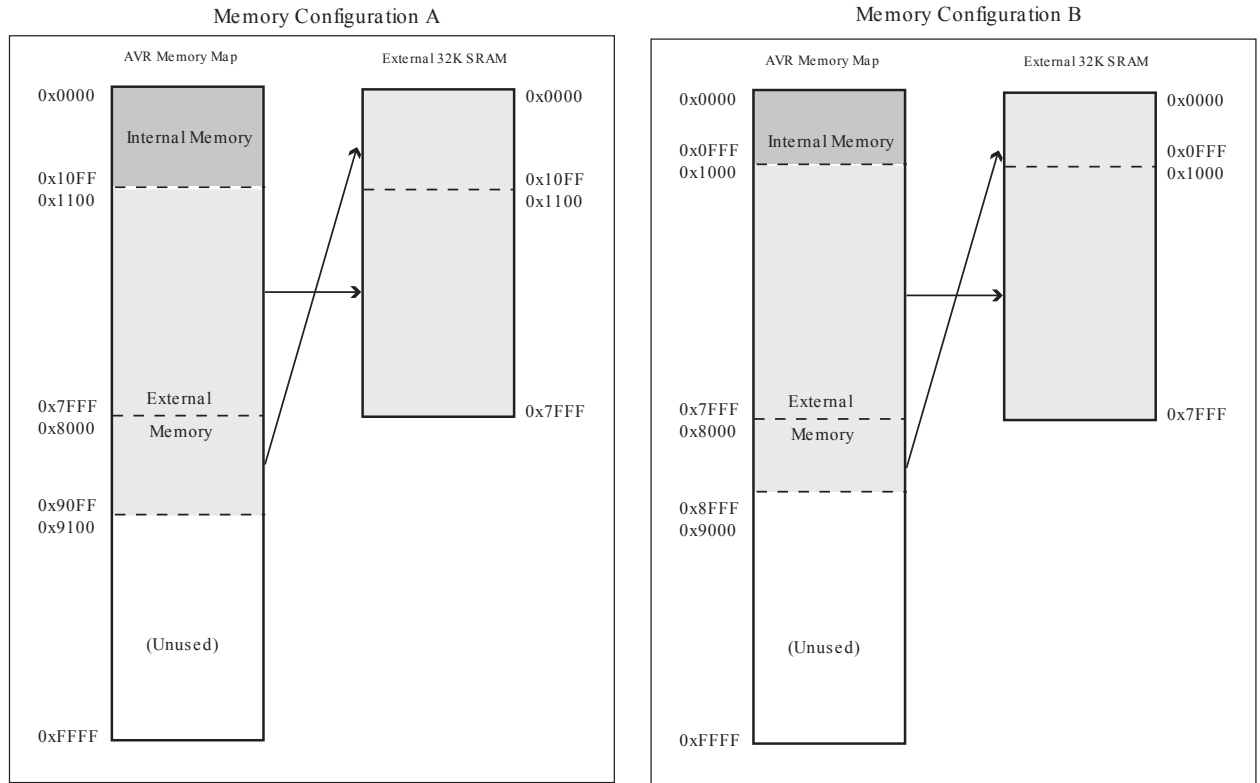 Memory Configuration A
AVR Memory Map
External 32K SRAM
0x0000
Internal Memory
0x10FF
0x1100
0x7FFF
0x8000
External
Memory
0x90FF
0x9100
(Unused)
0xFFFF
0x0000
0x10FF
0x1100
0x7FFF
Memory Configuration B
AVR Memory Map
External 32K SRAM
0x0000
Internal Memory
0x0FFF
0x1000
0x7FFF
0x8000
External
Memory
0x8FFF
0x9000
(Unused)
0xFFFF
0x0000
0x0FFF
0x1000
0x7FFF